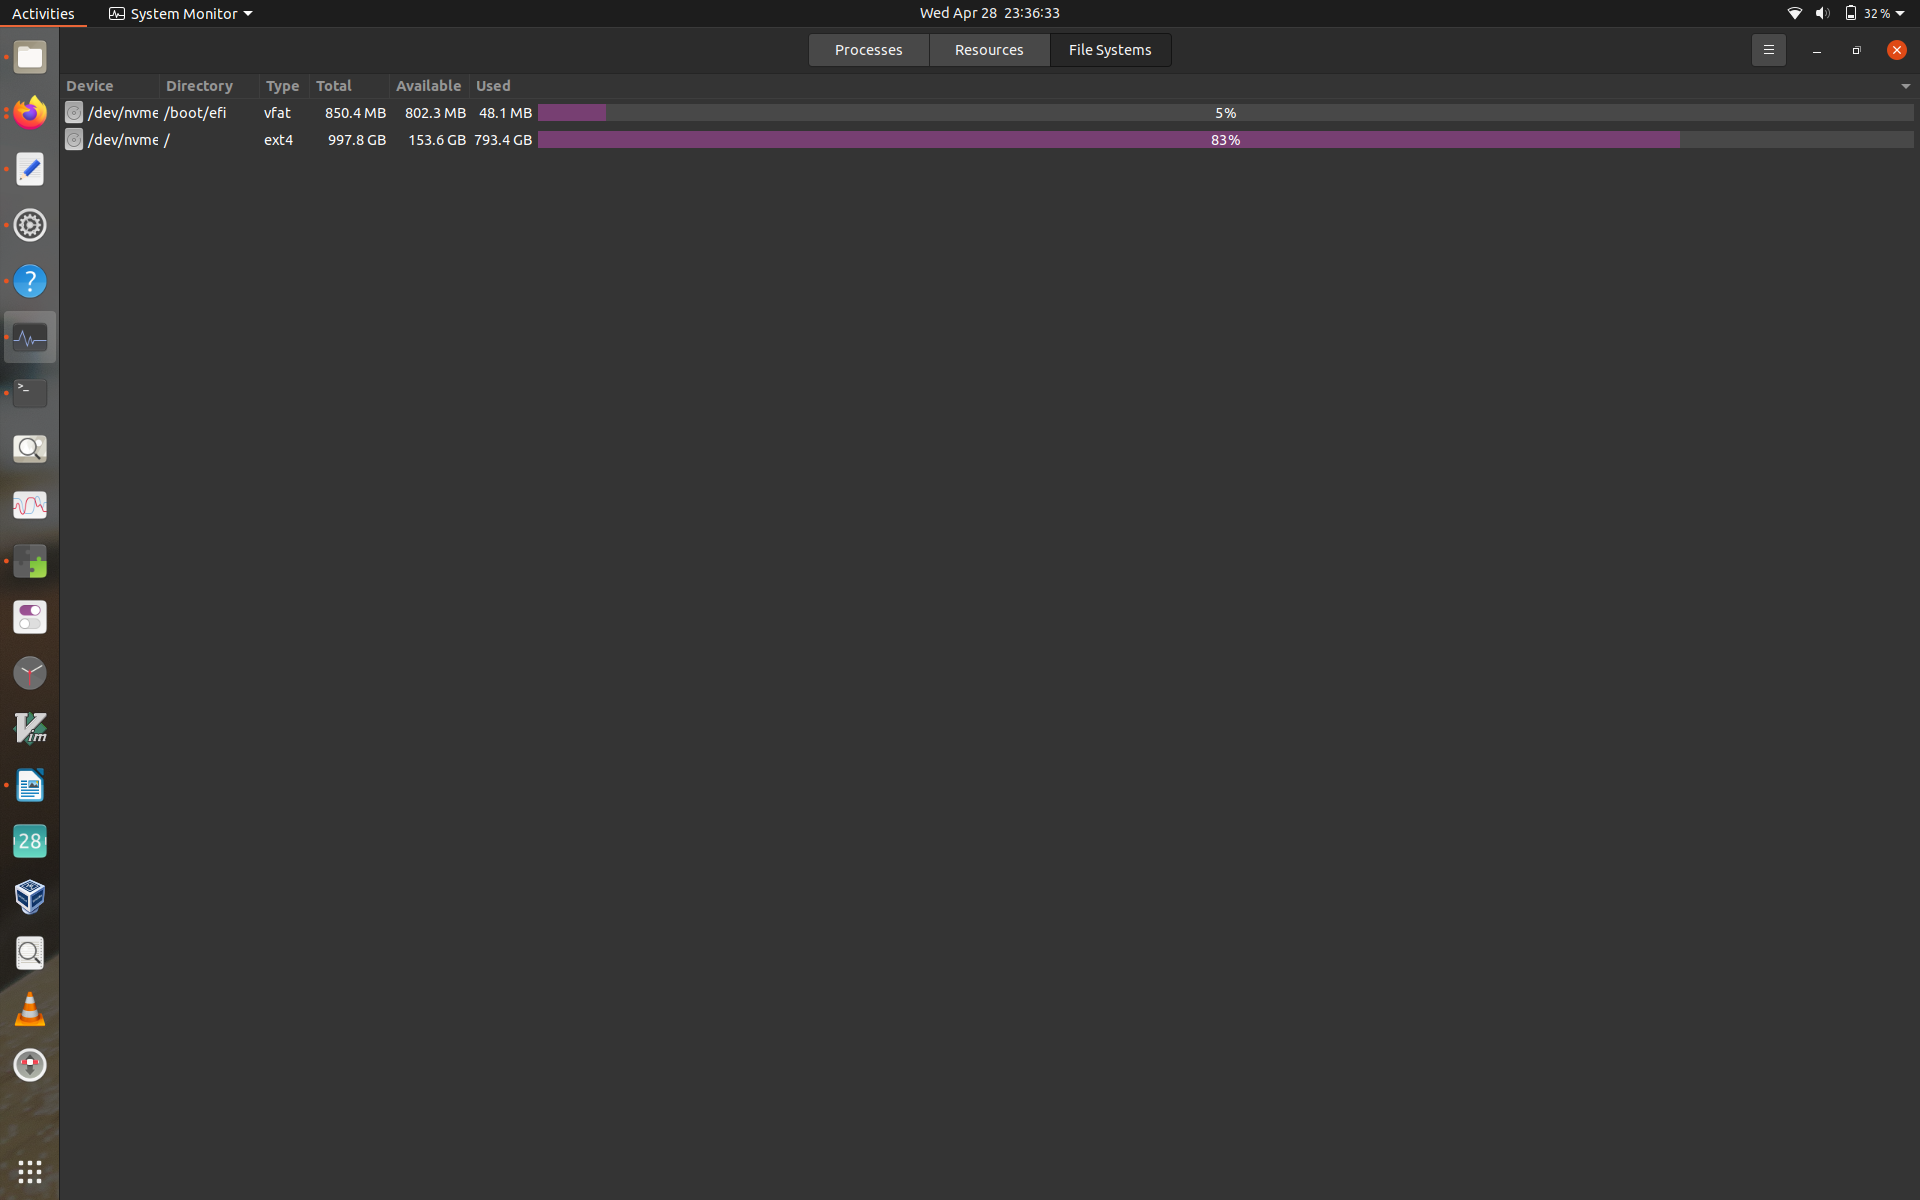 Activities System Monitor Wed Apr 28 23:36:33 32 %
Processes Resources File Systems
Device Directory Type Total Available Used
/dev/nvme /boot/efi vfat 850.4 MB 802.3 MB 48.1 MB 5%
/dev/nvme / ext4 997.8 GB 153.6 GB 793.4 GB 83%
>_
Vim
28